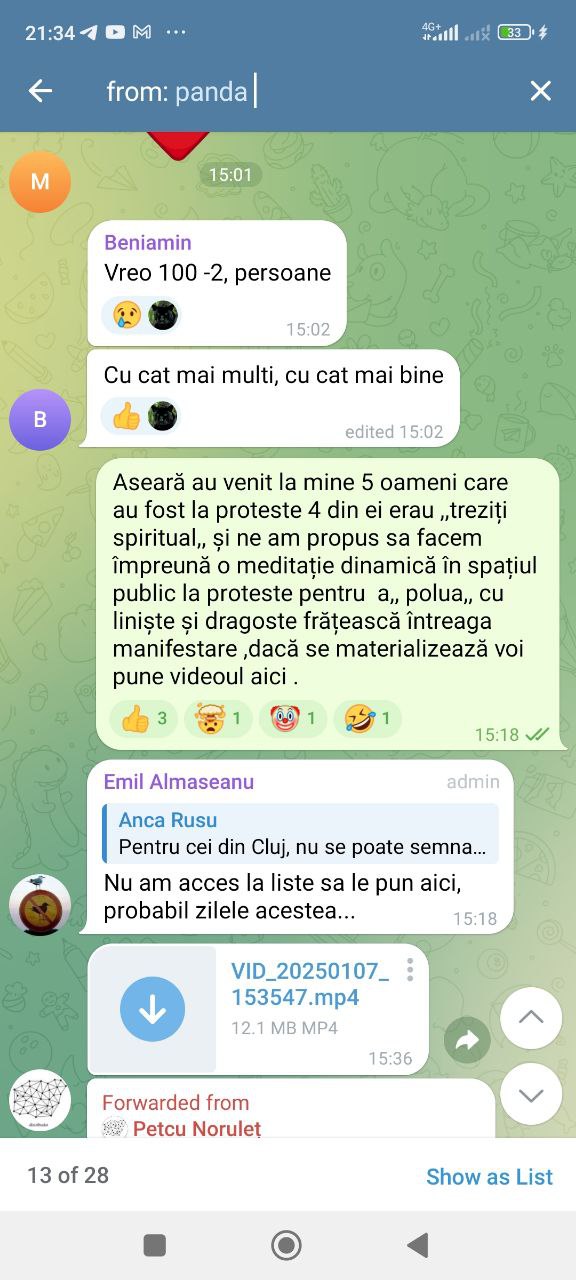 21:34
4G+
33
from: panda
15:01
M
Beniamin
Vreo 100 -2, persoane
15:02
Cu cat mai multi, cu cat mai bine
B
edited 15:02
Aseară au venit la mine 5 oameni care
au fost la proteste 4 din ei erau ,,treziți
spiritual,, și ne am propus sa facem
împreună o meditație dinamică în spațiul
public la proteste pentru a,, polua,, cu
liniște și dragoste frățească întreaga
manifestare ,dacă se materializează voi
pune videoul aici .
3 1 1 1
15:18
Emil Almaseanu admin
Anca Rusu
Pentru cei din Cluj, nu se poate semna...
Nu am acces la liste sa le pun aici,
probabil zilele acestea...
15:18
VID_20250107_
153547.mp4
12.1 MB MP4
15:36
Forwarded from
Petcu Noruleț
13 of 28
Show as List